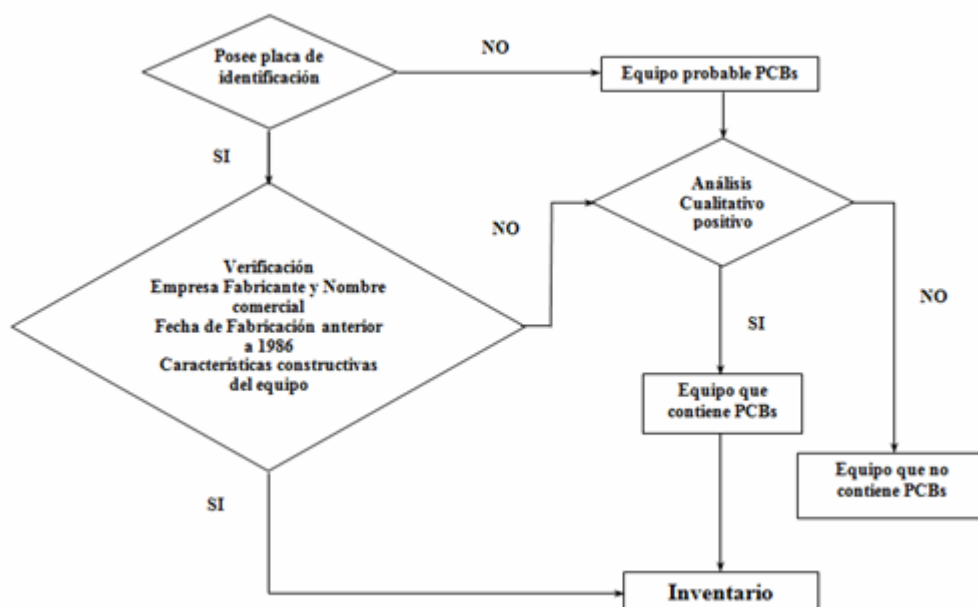 Posee placa de
identificación
NO
Equipo probable PCBs
SI
Análisis
Cualitativo
positivo
NO
Verificación
Empresa Fabricante y Nombre
comercial
Fecha de Fabricación anterior
a 1986
Características constructivas
del equipo
NO
SI
Equipo que
contiene PCBs
Equipo que no
contiene PCBs
SI
Inventario